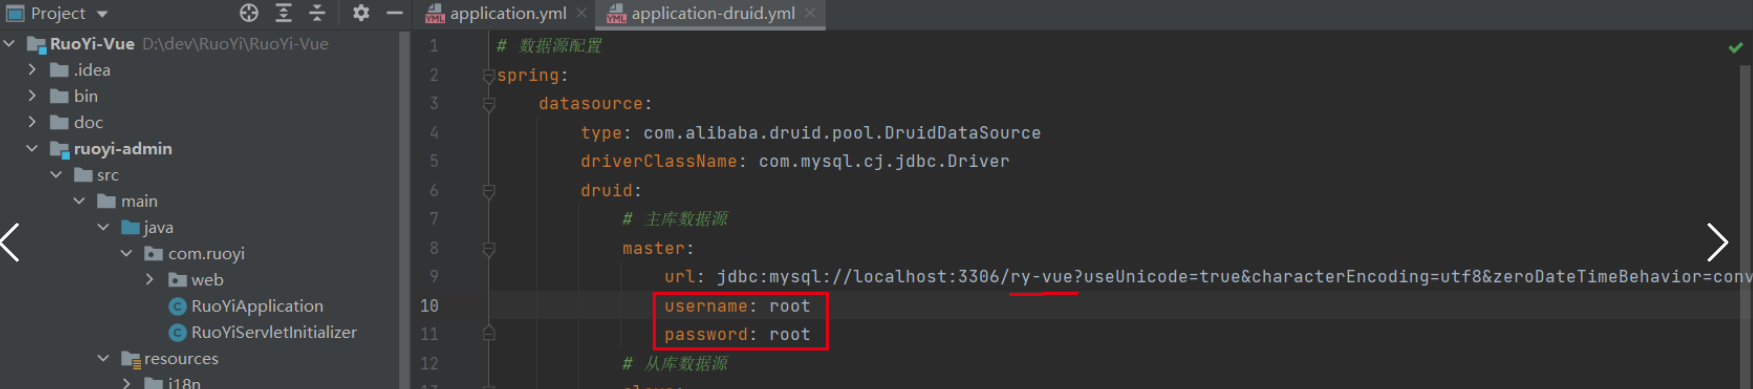 Project
application.yml
application-druid.yml
RuoYi-Vue D:\dev\RuoYi\RuoYi-Vue
.idea
bin
doc
ruoyi-admin
src
main
java
com.ruoyi
web
RuoYiApplication
RuoYiServletInitializer
resources
i18n
1 # 数据源配置
2 spring:
3 datasource:
4 type: com.alibaba.druid.pool.DruidDataSource
5 driverClassName: com.mysql.cj.jdbc.Driver
6 druid:
7 # 主库数据源
8 master:
9 url: jdbc:mysql://localhost:3306/ry-vue?useUnicode=true&characterEncoding=utf8&zeroDateTimeBehavior=conv
10 username: root
11 password: root
12 # 从库数据源